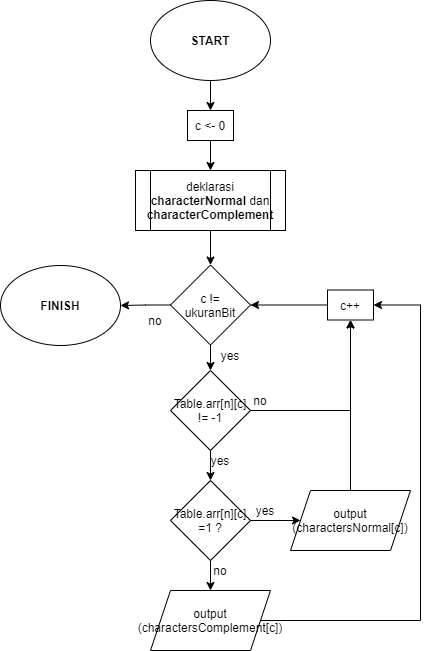 START
c <- 0
deklarasi
characterNormal dan
characterComplement
c !=
ukuranBit
no
FINISH
c++
yes
Table.arr[n][c]
!= -1
no
yes
Table.arr[n][c]
=1 ?
yes
output
(charactersNormal[c])
no
output
(charactersComplement[c])